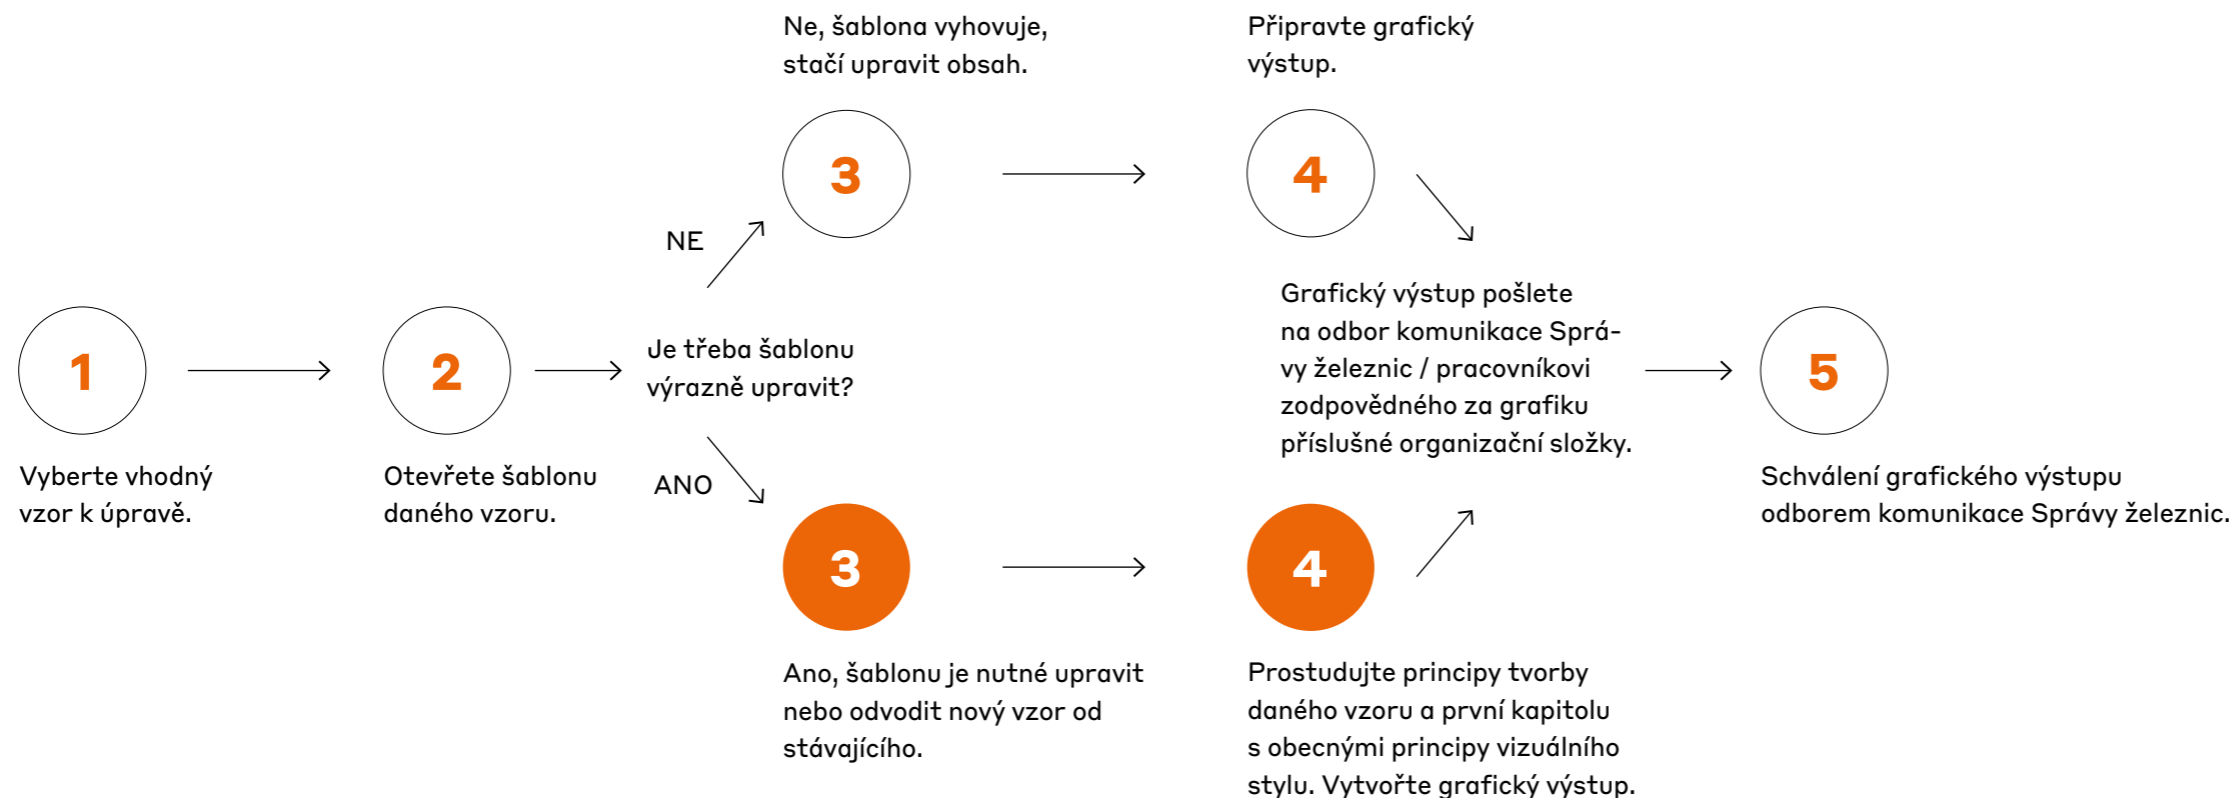 1
Vyberte vhodný
vzor k úpravě.
2
Otevřete šablonu
daného vzoru.
Je třeba šablonu
výrazně upravit?
NE
Ne, šablona vyhovuje,
stačí upravit obsah.
3
Připravte grafický
výstup.
4
ANO
3
Ano, šablonu je nutné upravit
nebo odvodit nový vzor od
stávajícího.
4
Prostudujte principy tvorby
daného vzoru a první kapitolu
s obecnými principy vizuálního
stylu. Vytvořte grafický výstup.
Grafický výstup pošlete
na odbor komunikace Sprá-
vy železnic / pracovníkovi
zodpovědného za grafiku
příslušné organizační složky.
5
Schválení grafického výstupu
odborem komunikace Správy železnic.